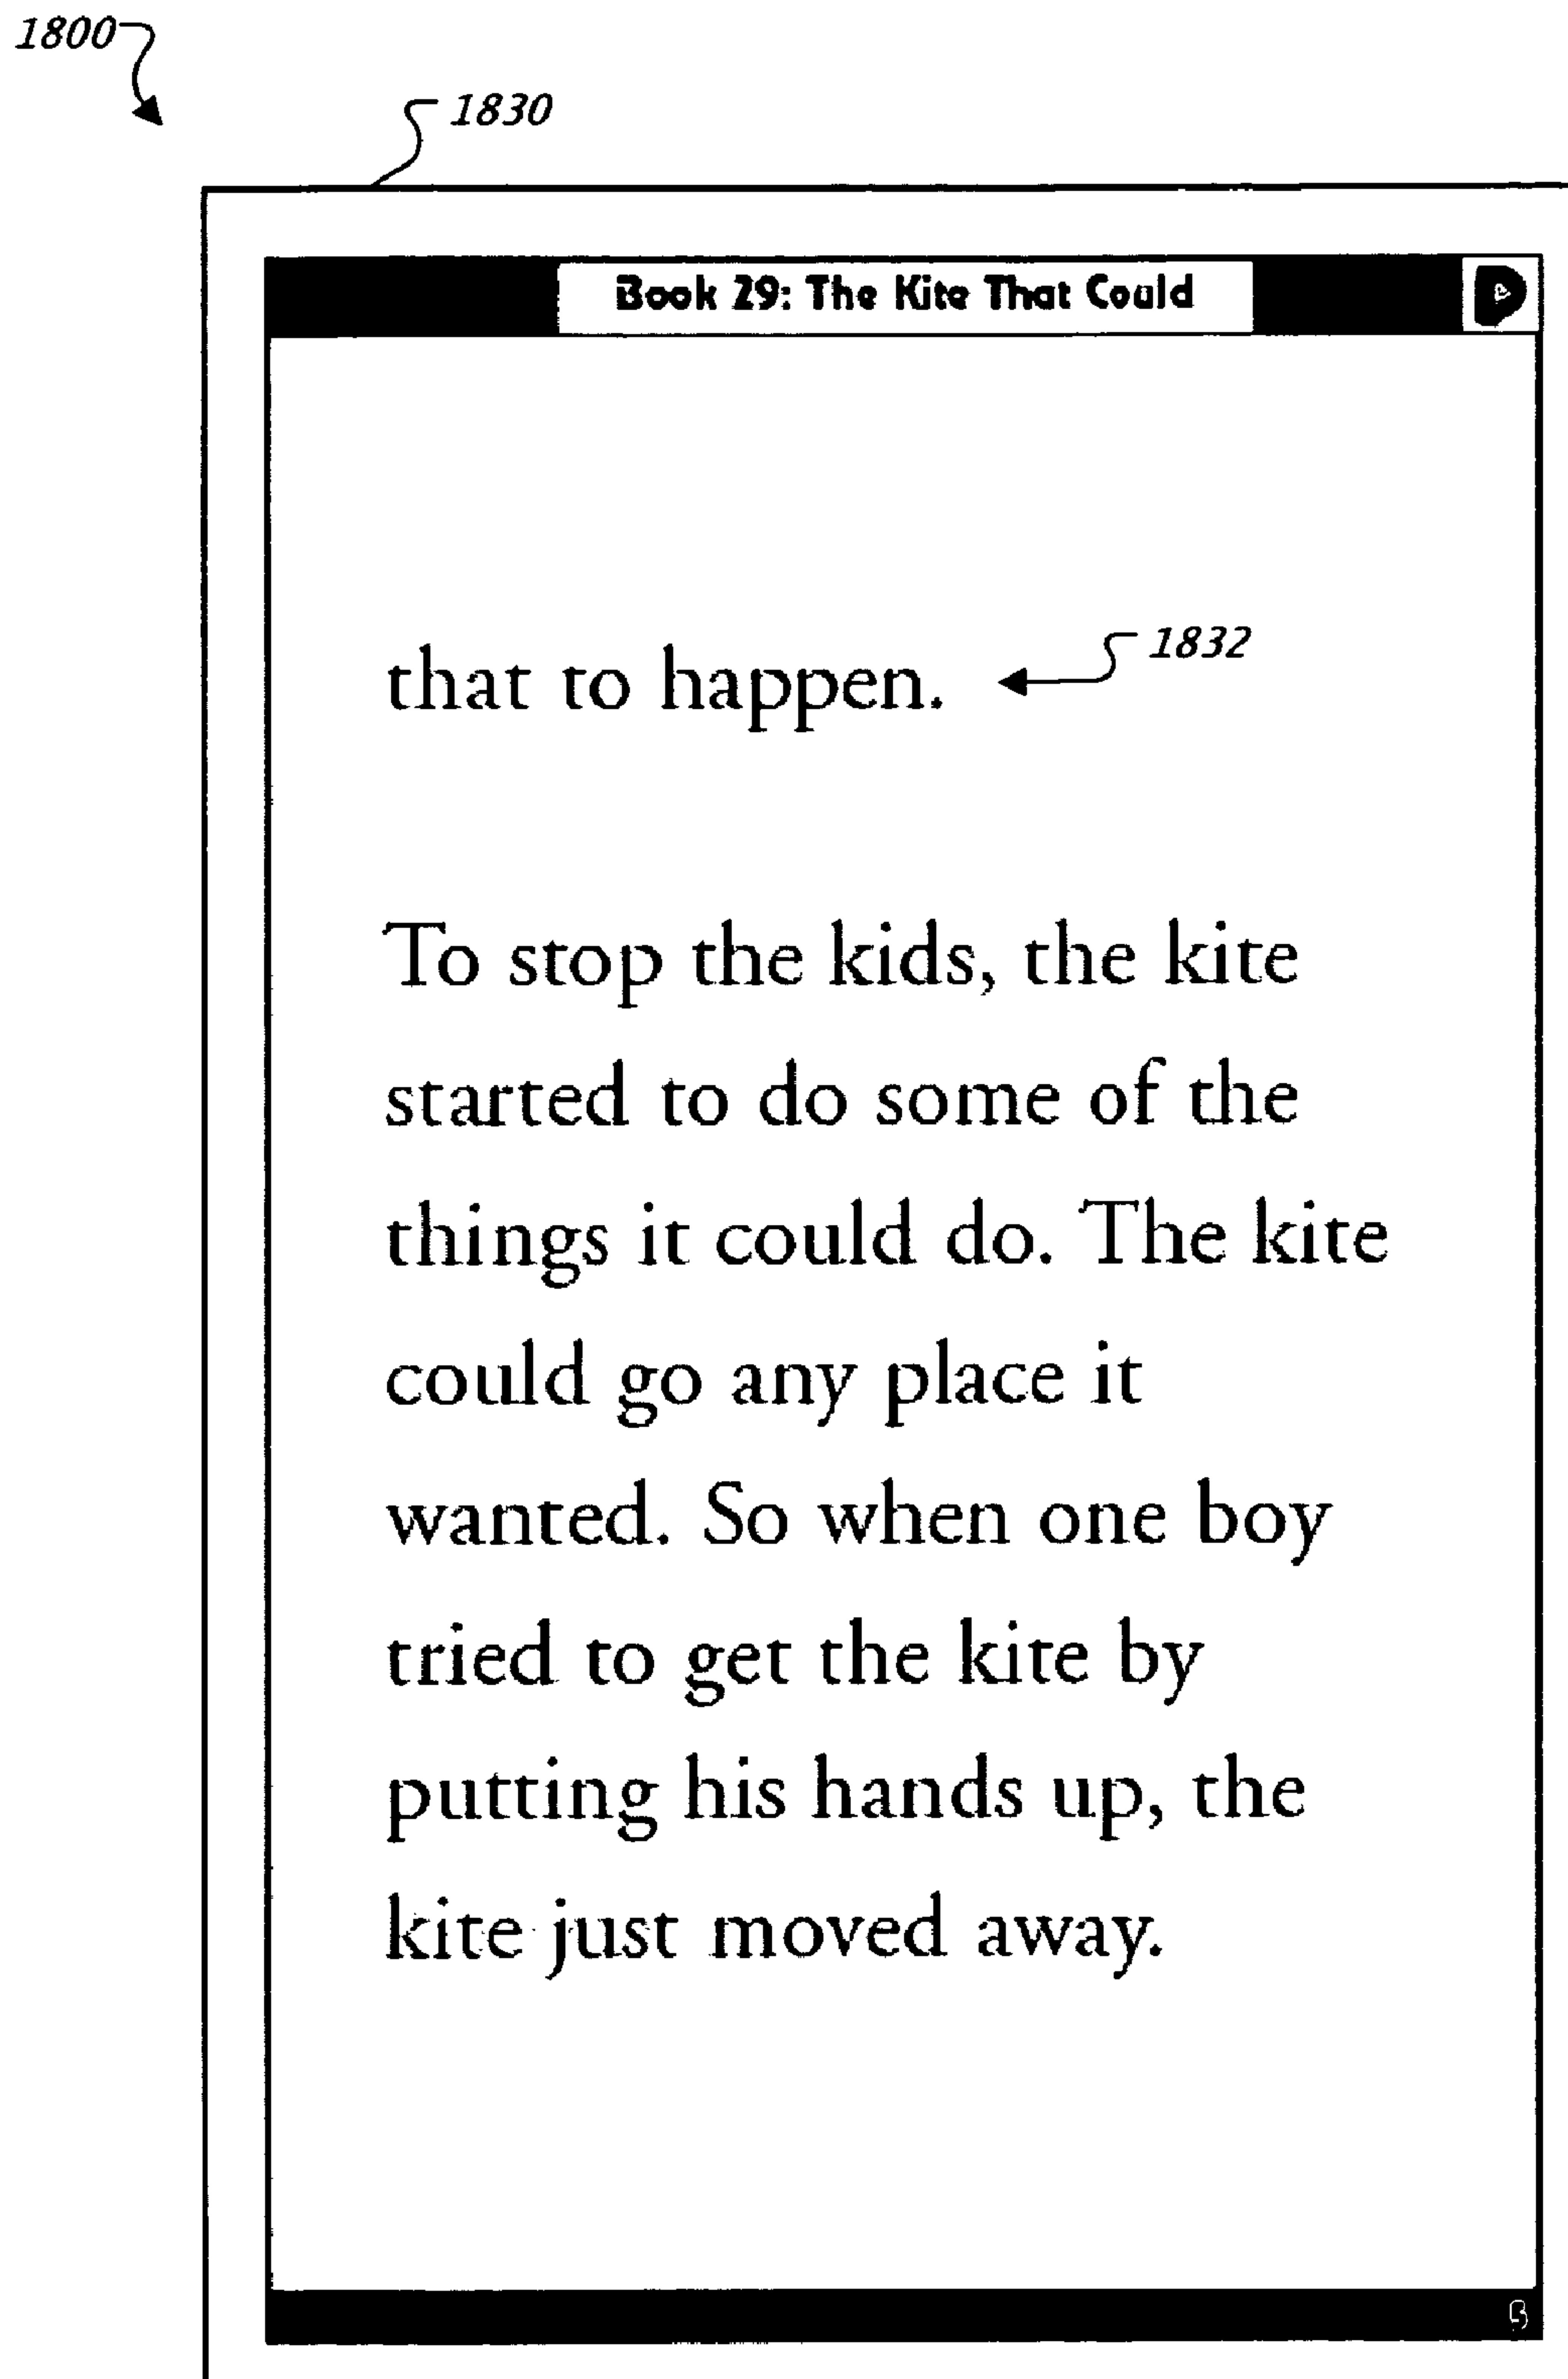 1800
1830
Book 29: The Kite That Could
that to happen.
1832
To stop the kids, the kite
started to do some of the
things it could do. The kite
could go any place it
wanted. So when one boy
tried to get the kite by
putting his hands up, the
kite just moved away.
5